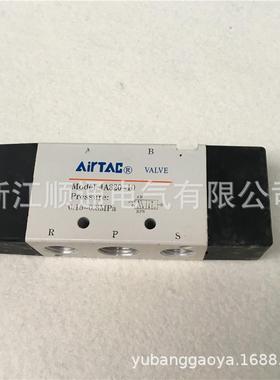 A B
AirTAC® VALVE
Model 4A320-10
Pressure:
0.15~0.8MPa
浙江顺通电气有限公司
R P S
yubanggaoya.1688.